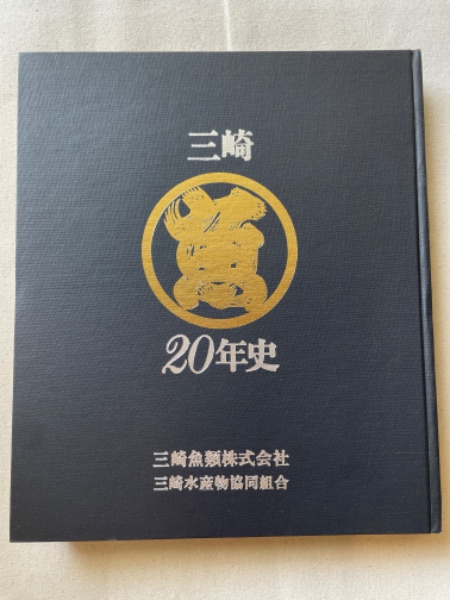 三崎
20年史
三崎魚類株式会社
三崎水産物協同組合